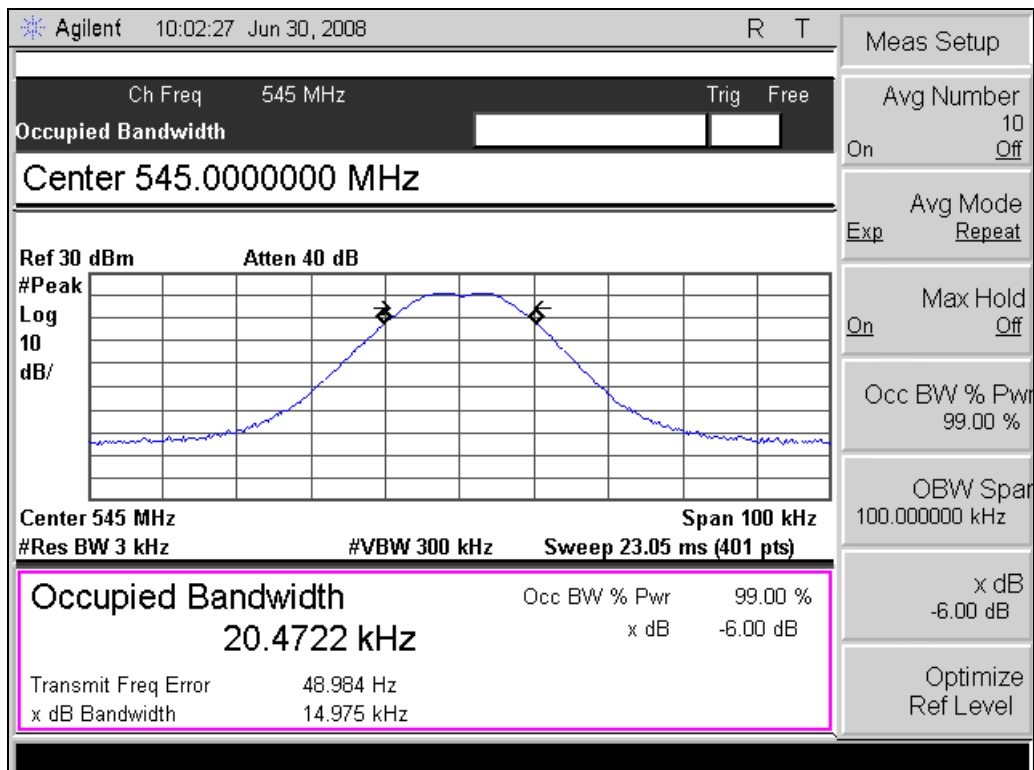 Agilent 10:02:27 Jun 30, 2008 R T
Ch Freq 545 MHz Trig Free
Occupied Bandwidth
Center 545.0000000 MHz
Ref 30 dBm Atten 40 dB
#Peak
Log
10
dB/
Center 545 MHz Span 100 kHz
#Res BW 3 kHz #VBW 300 kHz Sweep 23.05 ms (401 pts)
Occupied Bandwidth Occ BW % Pwr 99.00 %
20.4722 kHz x dB -6.00 dB
Transmit Freq Error 48.984 Hz
x dB Bandwidth 14.975 kHz
Meas Setup
Avg Number
10
On Off
Avg Mode
Exp Repeat
Max Hold
On Off
Occ BW % Pwr
99.00 %
OBW Span
100.000000 kHz
x dB
-6.00 dB
Optimize
Ref Level